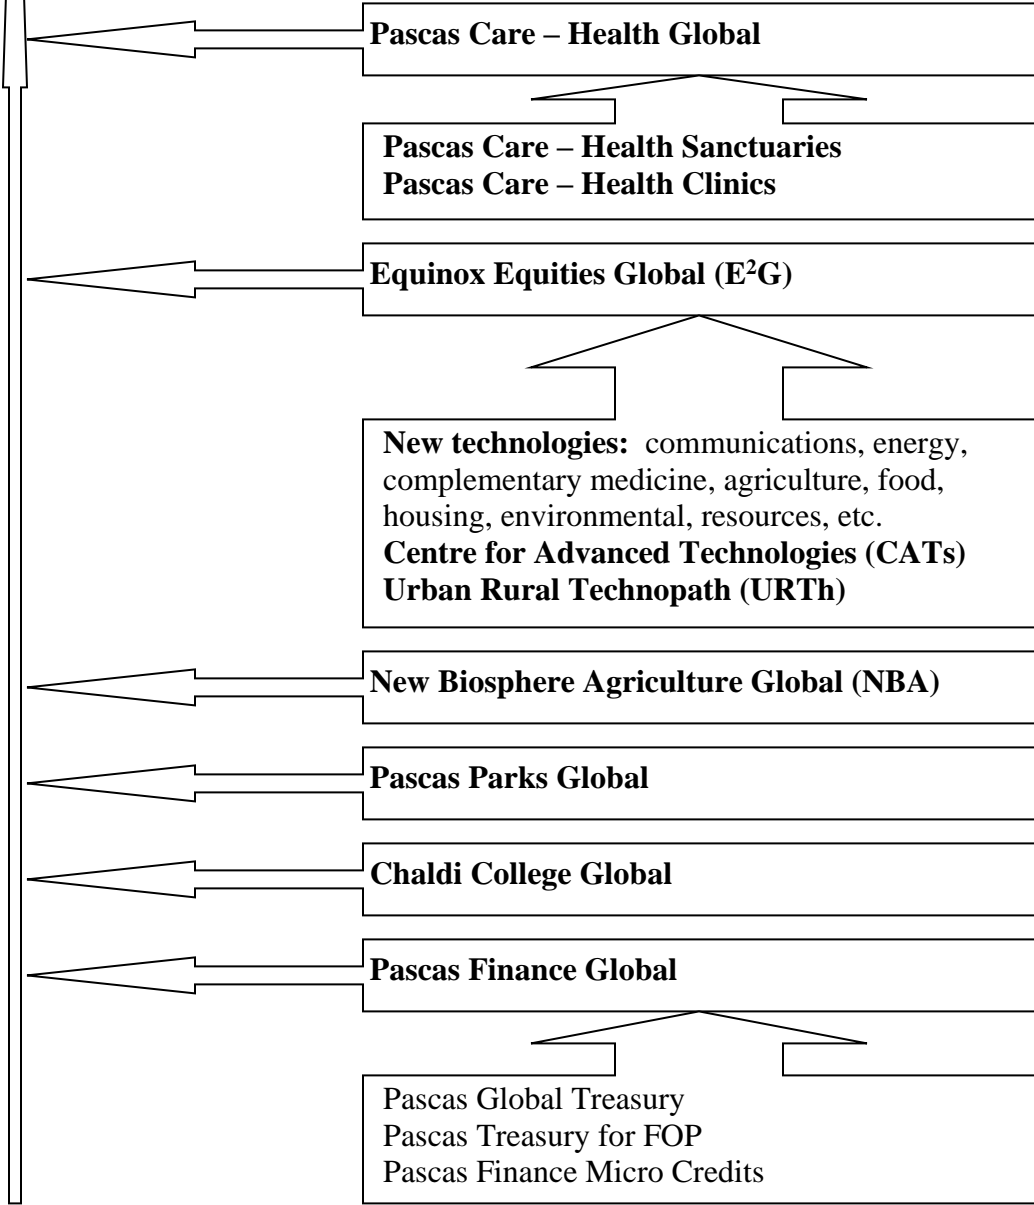 Pascas Care – Health Global
Pascas Care – Health Sanctuaries
Pascas Care – Health Clinics
Equinox Equities Global (E²G)
New technologies:  communications, energy,
complementary medicine, agriculture, food,
housing, environmental, resources, etc.
Centre for Advanced Technologies (CATs)
Urban Rural Technopath (URTh)
New Biosphere Agriculture Global (NBA)
Pascas Parks Global
Chaldi College Global
Pascas Finance Global
Pascas Global Treasury
Pascas Treasury for FOP
Pascas Finance Micro Credits